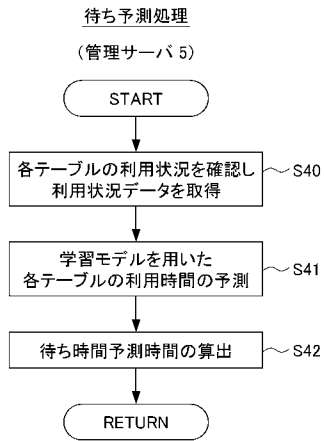 待ち予測処理
(管理サーバ 5)
START
各テーブルの利用状況を確認し
利用状況データを取得
S40
学習モデルを用いた
各テーブルの利用時間の予測
S41
待ち時間予測時間の算出
S42
RETURN